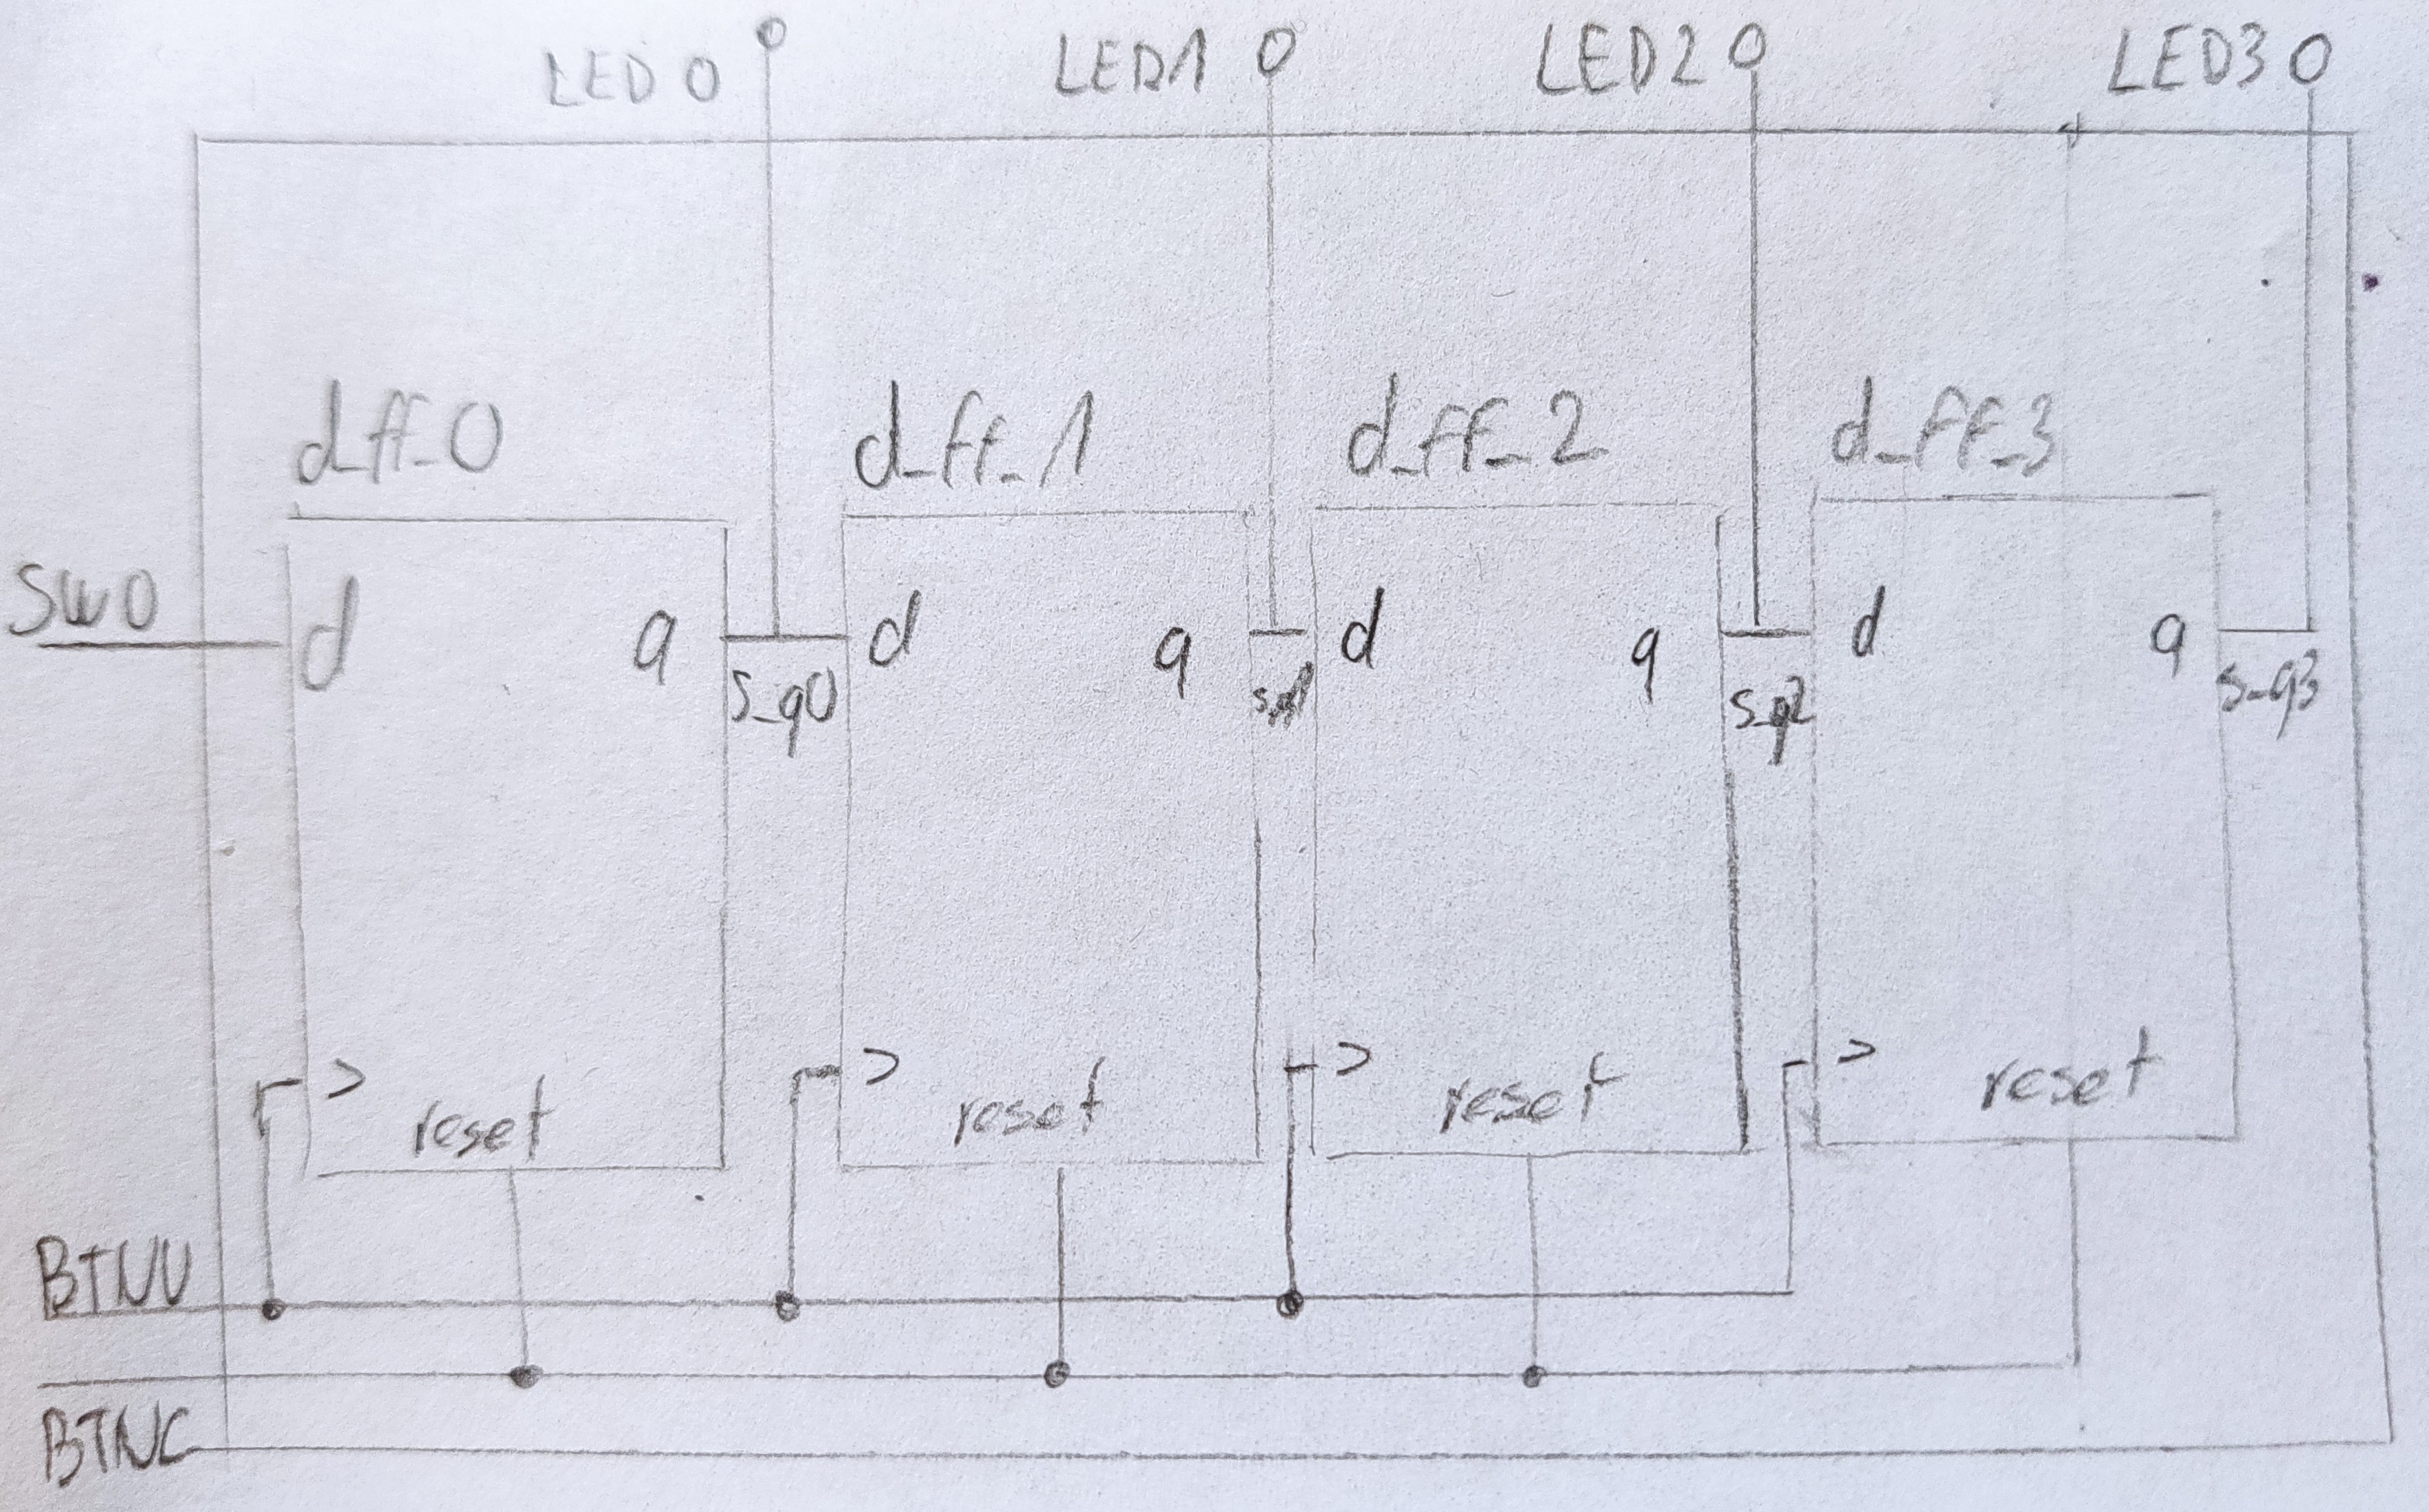 LED 0
LED1
LED2
LED3
d_ff_0
d_ff_1
d_ff_2
d_ff_3
SW0
d
q
d
q
d
q
d
q
s_q0
s_q2
s_q3
>
>
>
>
reset
reset
reset
reset
BTNU
BTNC